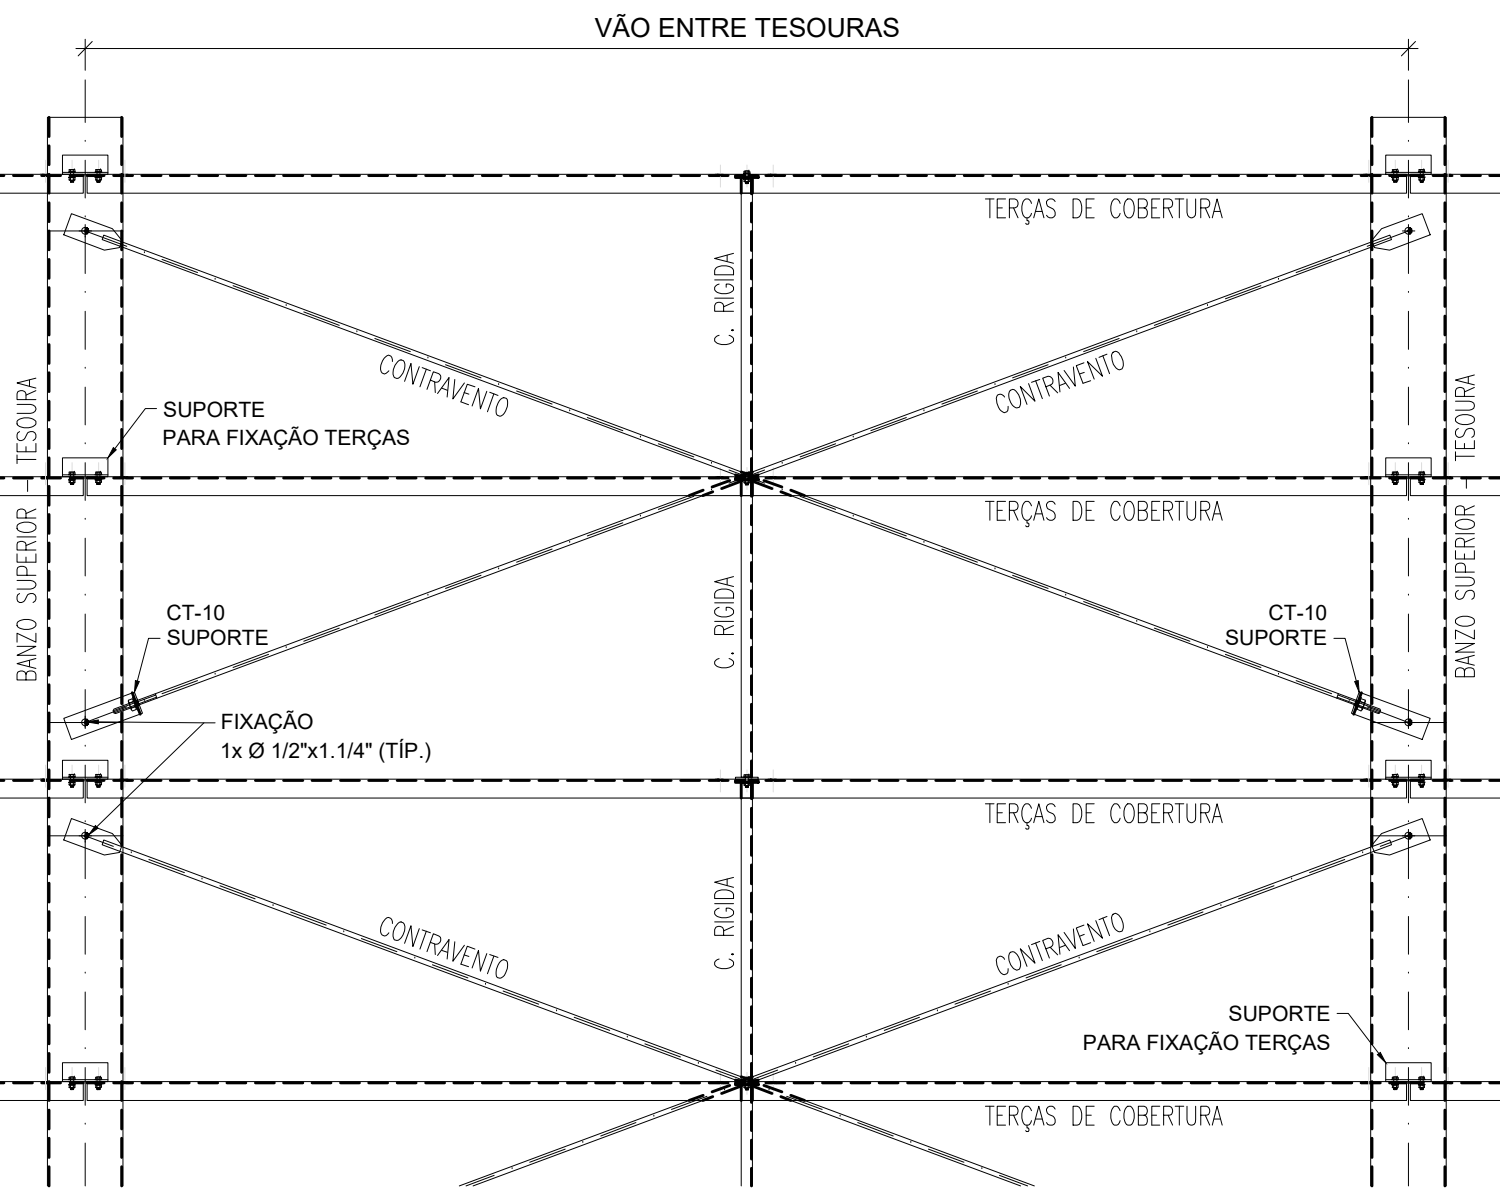 VÃO ENTRE TESOURAS
TERÇAS DE COBERTURA
C. RIGIDA
CONTRAVENTO
CONTRAVENTO
SUPORTE
PARA FIXAÇÃO TERÇAS
BANZO SUPERIOR – TESOURA
BANZO SUPERIOR – TESOURA
TERÇAS DE COBERTURA
C. RIGIDA
CT-10
SUPORTE
CT-10
SUPORTE
FIXAÇÃO
1x Ø 1/2"x1.1/4" (TÍP.)
TERÇAS DE COBERTURA
C. RIGIDA
CONTRAVENTO
CONTRAVENTO
SUPORTE
PARA FIXAÇÃO TERÇAS
TERÇAS DE COBERTURA